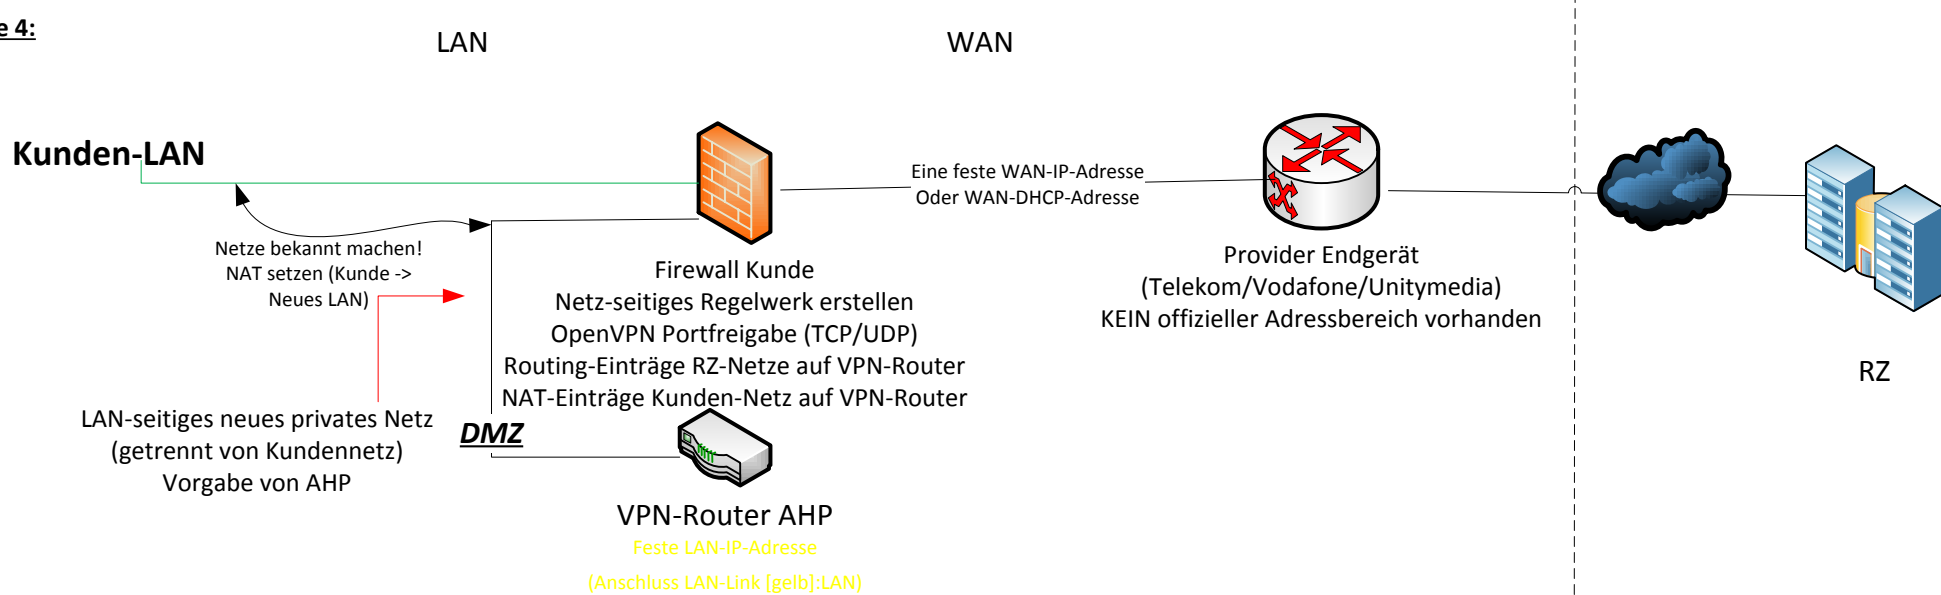 e 4:
LAN
WAN
Kunden-LAN
Eine feste WAN-IP-Adresse
Oder WAN-DHCP-Adresse
Netze bekannt machen!
NAT setzen (Kunde ->
Neues LAN)
Firewall Kunde
Netz-seitiges Regelwerk erstellen
OpenVPN Portfreigabe (TCP/UDP)
Routing-Einträge RZ-Netze auf VPN-Router
NAT-Einträge Kunden-Netz auf VPN-Router
Provider Endgerät
(Telekom/Vodafone/Unitymedia)
KEIN offizieller Adressbereich vorhanden
RZ
LAN-seitiges neues privates Netz
(getrennt von Kundennetz)
Vorgabe von AHP
DMZ
VPN-Router AHP
Feste LAN-IP-Adresse
(Anschluss LAN-Link [gelb]:LAN)